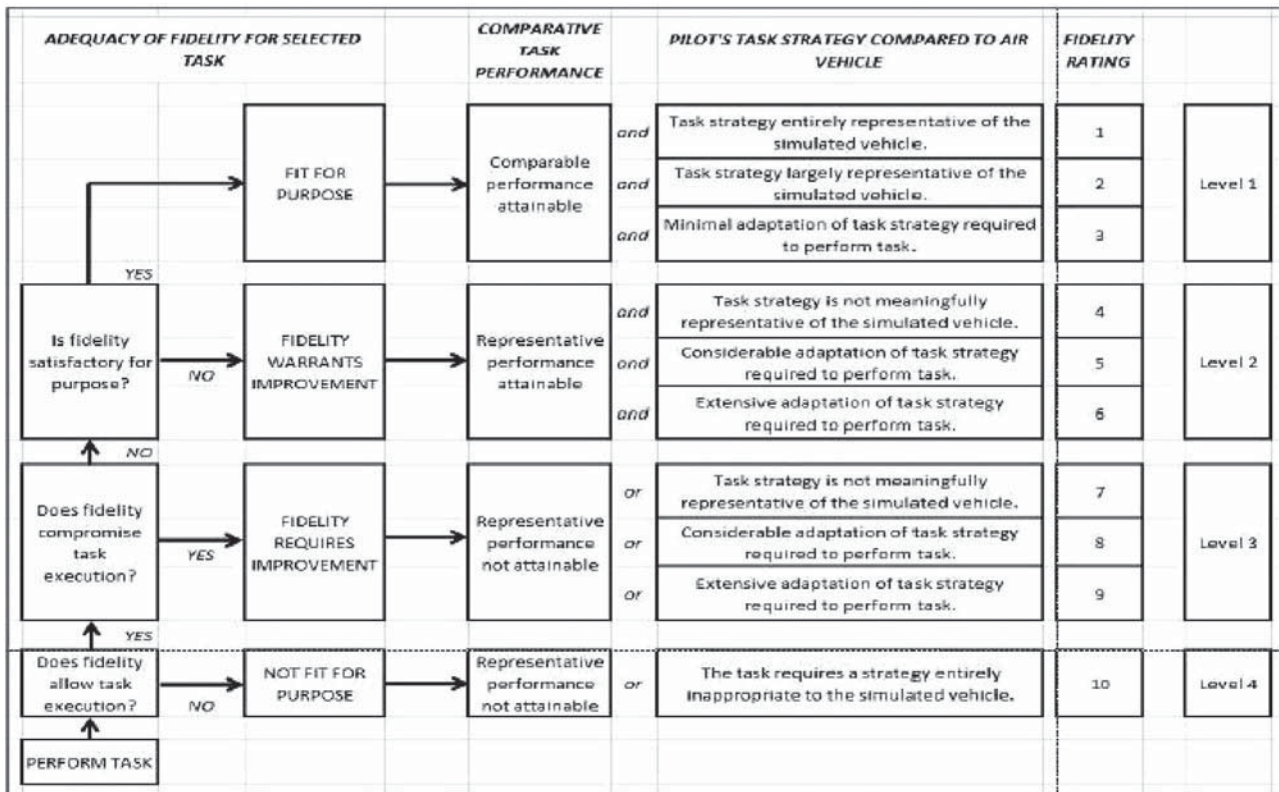 ADEQUACY OF FIDELITY FOR SELECTED
TASK
COMPARATIVE
TASK
PERFORMANCE
PILOT'S TASK STRATEGY COMPARED TO AIR
VEHICLE
FIDELITY
RATING
FIT FOR
PURPOSE
Comparable
performance
attainable
and
Task strategy entirely representative of the
simulated vehicle.
1
and
Task strategy largely representative of the
simulated vehicle.
2
and
Minimal adaptation of task strategy required
to perform task.
3
Level 1
YES
Is fidelity
satisfactory for
purpose?
NO
FIDELITY
WARRANTS
IMPROVEMENT
Representative
performance
attainable
and
Task strategy is not meaningfully
representative of the simulated vehicle.
4
and
Considerable adaptation of task strategy
required to perform task.
5
and
Extensive adaptation of task strategy
required to perform task.
6
Level 2
NO
Does fidelity
compromise
task
execution?
YES
FIDELITY
REQUIRES
IMPROVEMENT
Representative
performance
not attainable
or
Task strategy is not meaningfully
representative of the simulated vehicle.
7
or
Considerable adaptation of task strategy
required to perform task.
8
or
Extensive adaptation of task strategy
required to perform task.
9
Level 3
YES
Does fidelity
allow task
execution?
NO
NOT FIT FOR
PURPOSE
Representative
performance
not attainable
or
The task requires a strategy entirely
inappropriate to the simulated vehicle.
10
Level 4
PERFORM TASK